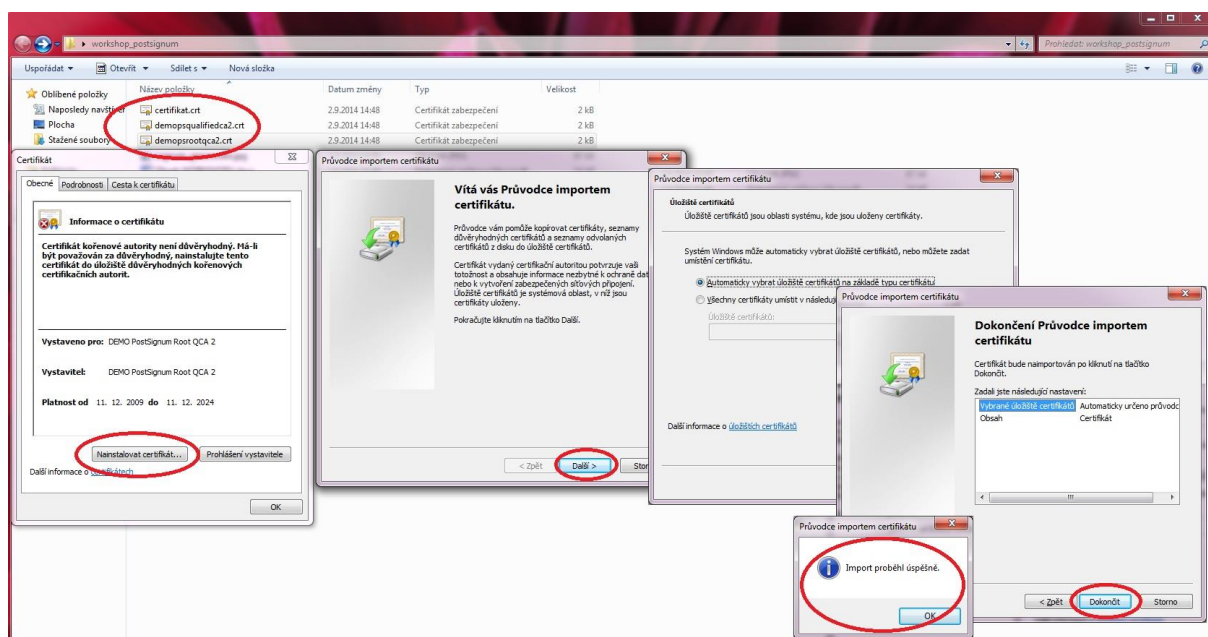 workshop_postsignum
Prohledat: workshop_postsignum
Uspořádat
Otevřít
Sdílet s
Nová složka
Název položky
Datum změny
Typ
Velikost
Oblíbené položky
Naposledy navštíven
Plocha
Stažené soubory
certifikat.crt
2.9.2014 14:48
Certifikát zabezpečení
2 kB
demopsqualifiedca2.crt
2.9.2014 14:48
Certifikát zabezpečení
2 kB
demopsrootqca2.crt
2.9.2014 14:48
Certifikát zabezpečení
2 kB
Certifikát
Obecné
Podrobnosti
Cesta k certifikátu
Informace o certifikátu
Certifikát kořenové autority není důvěryhodný. Má-li
být považován za důvěryhodný, nainstalujte tento
certifikát do úložiště důvěryhodných kořenových
certifikačních autorit.
Vystaveno pro: DEMO PostSignum Root QCA 2
Vystavitel: DEMO PostSignum Root QCA 2
Platnost od 11. 12. 2009 do 11. 12. 2024
Nainstalovat certifikát...
Prohlášení vystavitele
Další informace o certifikátech
OK
Průvodce importem certifikátu
Vítá vás Průvodce importem
certifikátu.
Průvodce vám pomůže kopírovat certifikáty, seznamy
důvěryhodných certifikátů a seznamy odvolaných
certifikátů z disku do úložiště certifikátů.
Certifikát vydaný certifikační autoritou potvrzuje vaši
totožnost a obsahuje informace nezbytné k ochraně dat
nebo k vytvoření zabezpečených síťových připojení.
Úložiště certifikátů je systémová oblast, v níž jsou
certifikáty uloženy.
Pokračujte kliknutím na tlačítko Další.
< Zpět
Další >
Stor
Průvodce importem certifikátu
Úložiště certifikátů
Úložiště certifikátů jsou oblasti systému, kde jsou uloženy certifikáty.
Systém Windows může automaticky vybrat úložiště certifikátů, nebo můžete zadat
umístění certifikátu.
Automaticky vybrat úložiště certifikátů na základě typu certifikátu
Všechny certifikáty umístit v následují
Úložiště certifikátů:
Další informace o úložištích certifikátů
Průvodce importem certifikátu
Dokončení Průvodce importem
certifikátu
Certifikát bude naimportován po kliknutí na tlačítko
Dokončit.
Zadali jste následující nastavení:
Vybrané úložiště certifikátů
Automaticky určeno průvodc
Obsah
Certifikát
< Zpět
Dokončit
Storno
Průvodce importem certifikátu
Import proběhl úspěšně.
OK